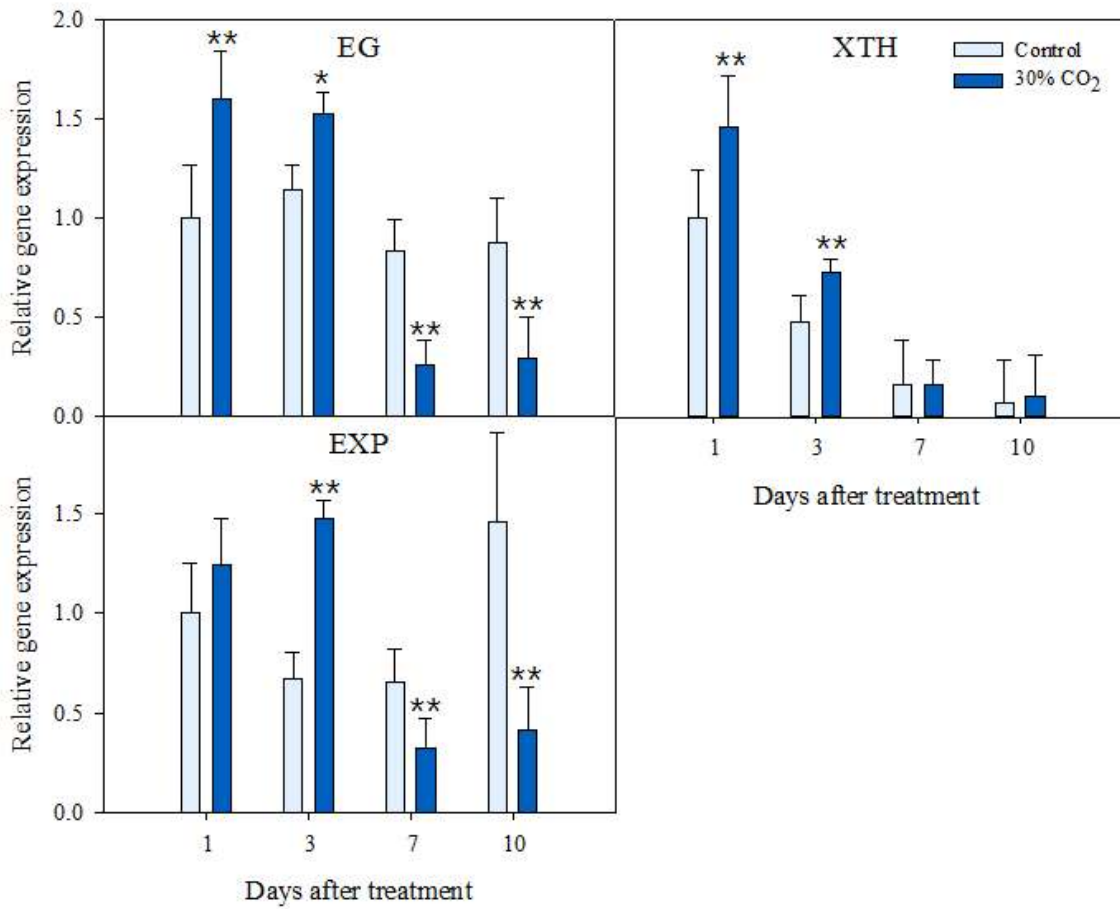 EG
XTH
Control
30% CO₂
Relative gene expression
2.0
1.5
1.0
0.5
0.0
**
*
**
**
**
**
1 3 7 10
Days after treatment
EXP
Relative gene expression
1.5
1.0
0.5
0.0
**
**
**
1 3 7 10
Days after treatment